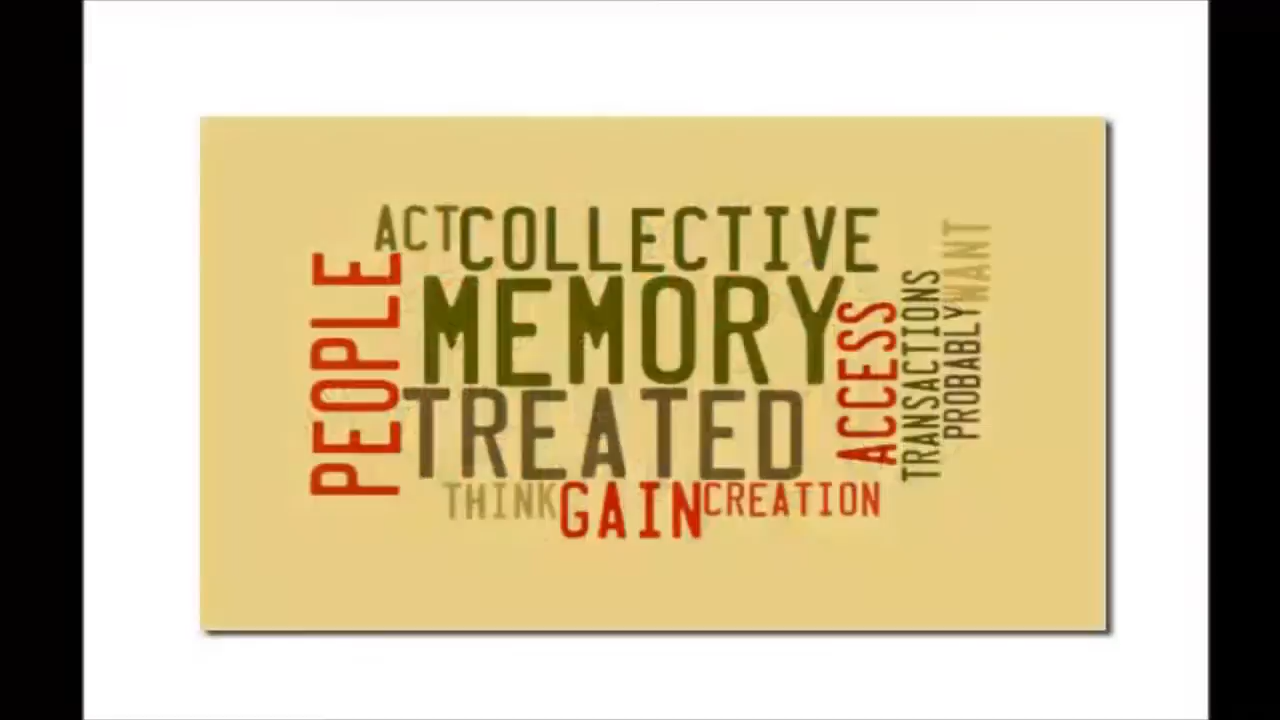 ACT COLLECTIVE
PEOPLE
MEMORY
TREATED
THINK GAIN CREATION
ACCESS
TRANSACTIONS
PROBABLY WANT